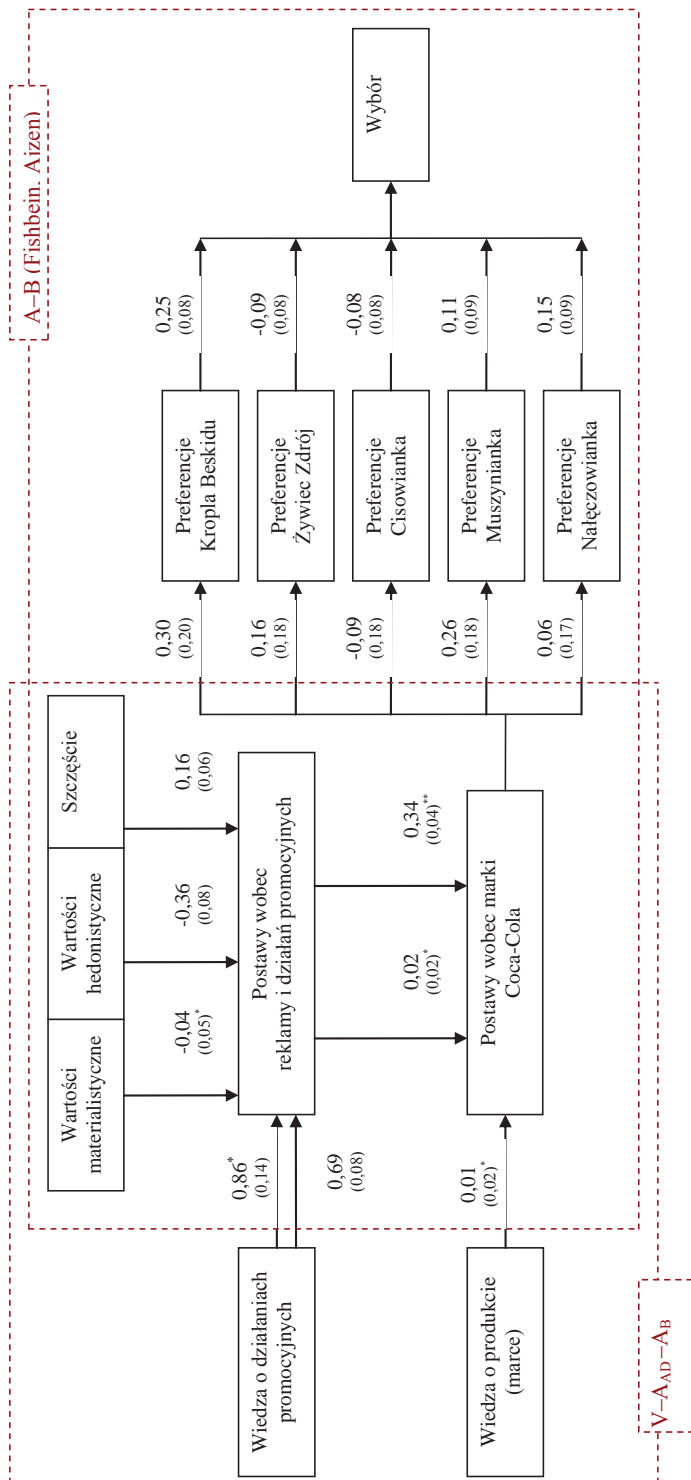 A–B (Fishbein. Aizen)
Szczęście
Wartości
hedonistyczne
Wartości
materialistyczne
0,16
(0,06)
-0,36
(0,08)
-0,04
(0,05)*
Wiedza o działaniach
promocyjnych
0,86*
(0,14)
0,69
(0,08)
Postawy wobec
reklamy i działań promocyjnych
0,02
(0,02)*
0,34
(0,04)**
Wiedza o produkcie
(marce)
0,01
(0,02)*
Postawy wobec marki
Coca-Cola
0,30
(0,20)
Preferencje
Kropla Beskidu
0,25
(0,08)
0,16
(0,18)
Preferencje
Żywiec Zdrój
-0,09
(0,08)
-0,09
(0,18)
Preferencje
Cisowianka
-0,08
(0,08)
0,26
(0,18)
Preferencje
Muszynianka
0,11
(0,09)
0,06
(0,17)
Preferencje
Nałęczowianka
0,15
(0,09)
Wybór
V–AAD–AB